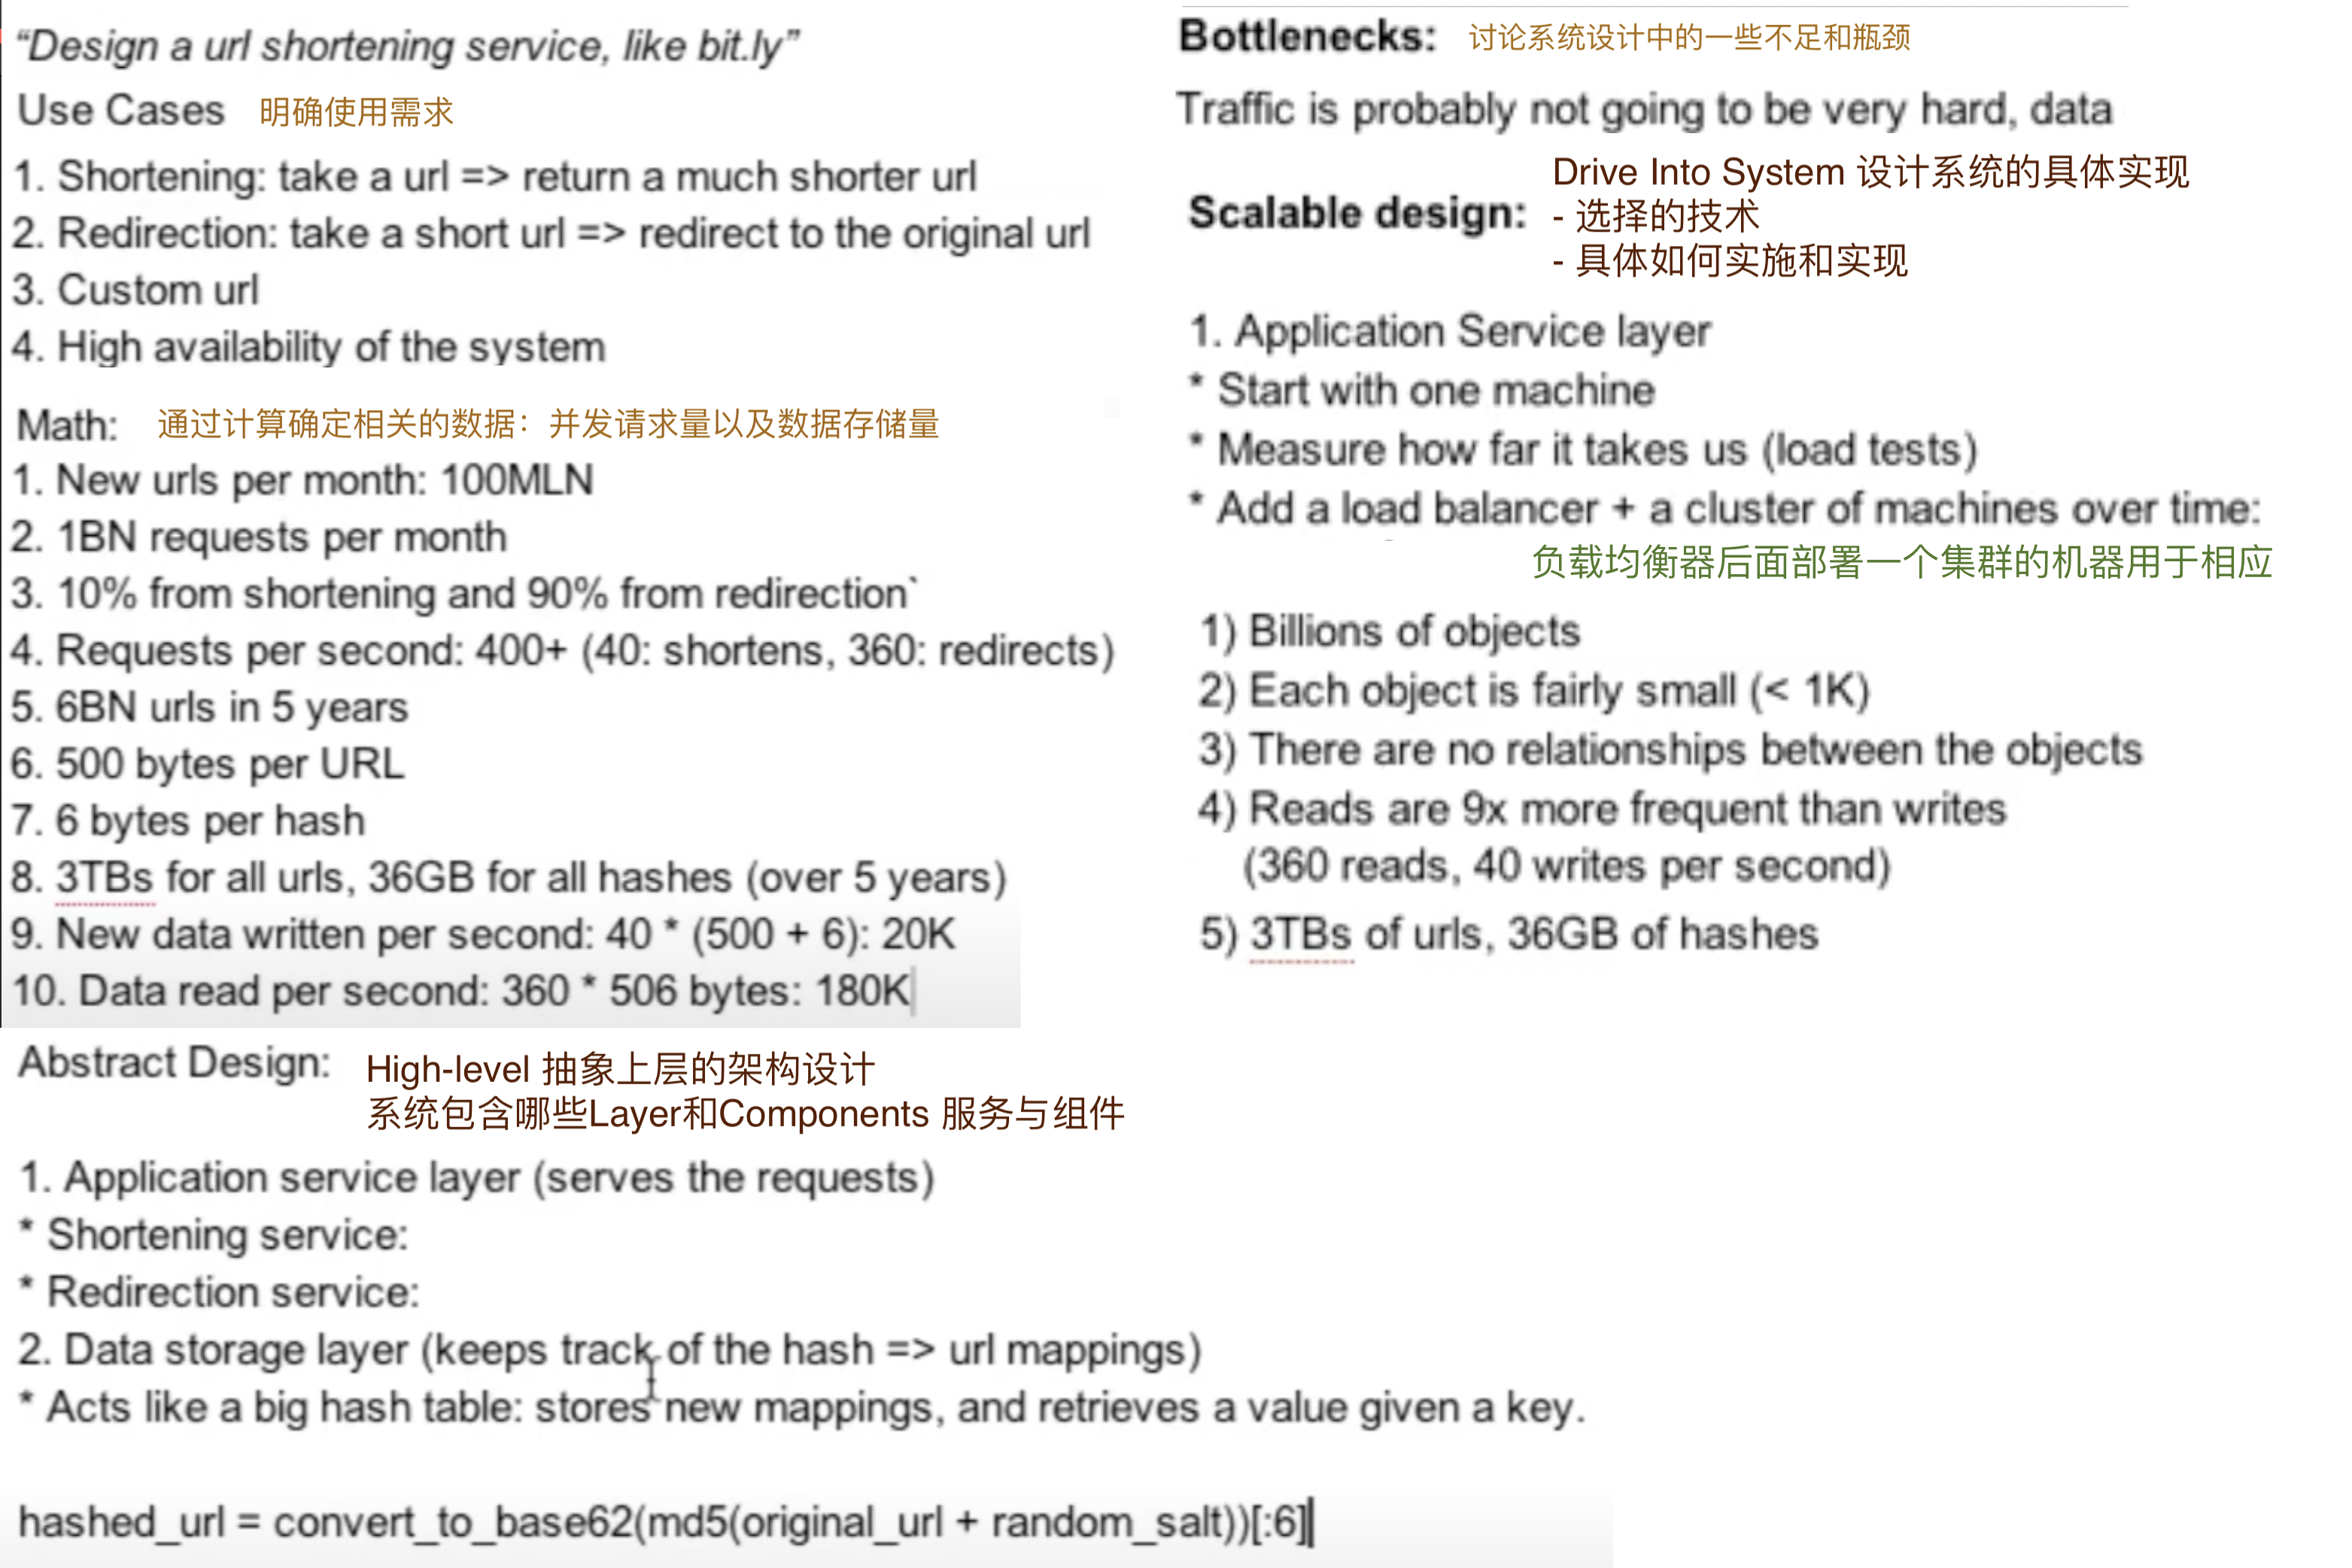 “Design a url shortening service, like bit.ly”
Use Cases 明确使用需求
1. Shortening: take a url => return a much shorter url
2. Redirection: take a short url => redirect to the original url
3. Custom url
4. High availability of the system
Math: 通过计算确定相关的数据：并发请求量以及数据存储量
1. New urls per month: 100MLN
2. 1BN requests per month
3. 10% from shortening and 90% from redirection`
4. Requests per second: 400+ (40: shortens, 360: redirects)
5. 6BN urls in 5 years
6. 500 bytes per URL
7. 6 bytes per hash
8. 3TBs for all urls, 36GB for all hashes (over 5 years)
9. New data written per second: 40 * (500 + 6): 20K
10. Data read per second: 360 * 506 bytes: 180K
Abstract Design: High-level 抽象上层的架构设计
系统包含哪些Layer和Components 服务与组件
1. Application service layer (serves the requests)
* Shortening service:
* Redirection service:
2. Data storage layer (keeps track of the hash => url mappings)
* Acts like a big hash table: stores new mappings, and retrieves a value given a key.
hashed_url = convert_to_base62(md5(original_url + random_salt))[:6]
Bottlenecks: 讨论系统设计中的一些不足和瓶颈
Traffic is probably not going to be very hard, data
Drive Into System 设计系统的具体实现
Scalable design: - 选择的技术
- 具体如何实施和实现
1. Application Service layer
* Start with one machine
* Measure how far it takes us (load tests)
* Add a load balancer + a cluster of machines over time:
负载均衡器后面部署一个集群的机器用于相应
1) Billions of objects
2) Each object is fairly small (< 1K)
3) There are no relationships between the objects
4) Reads are 9x more frequent than writes
(360 reads, 40 writes per second)
5) 3TBs of urls, 36GB of hashes